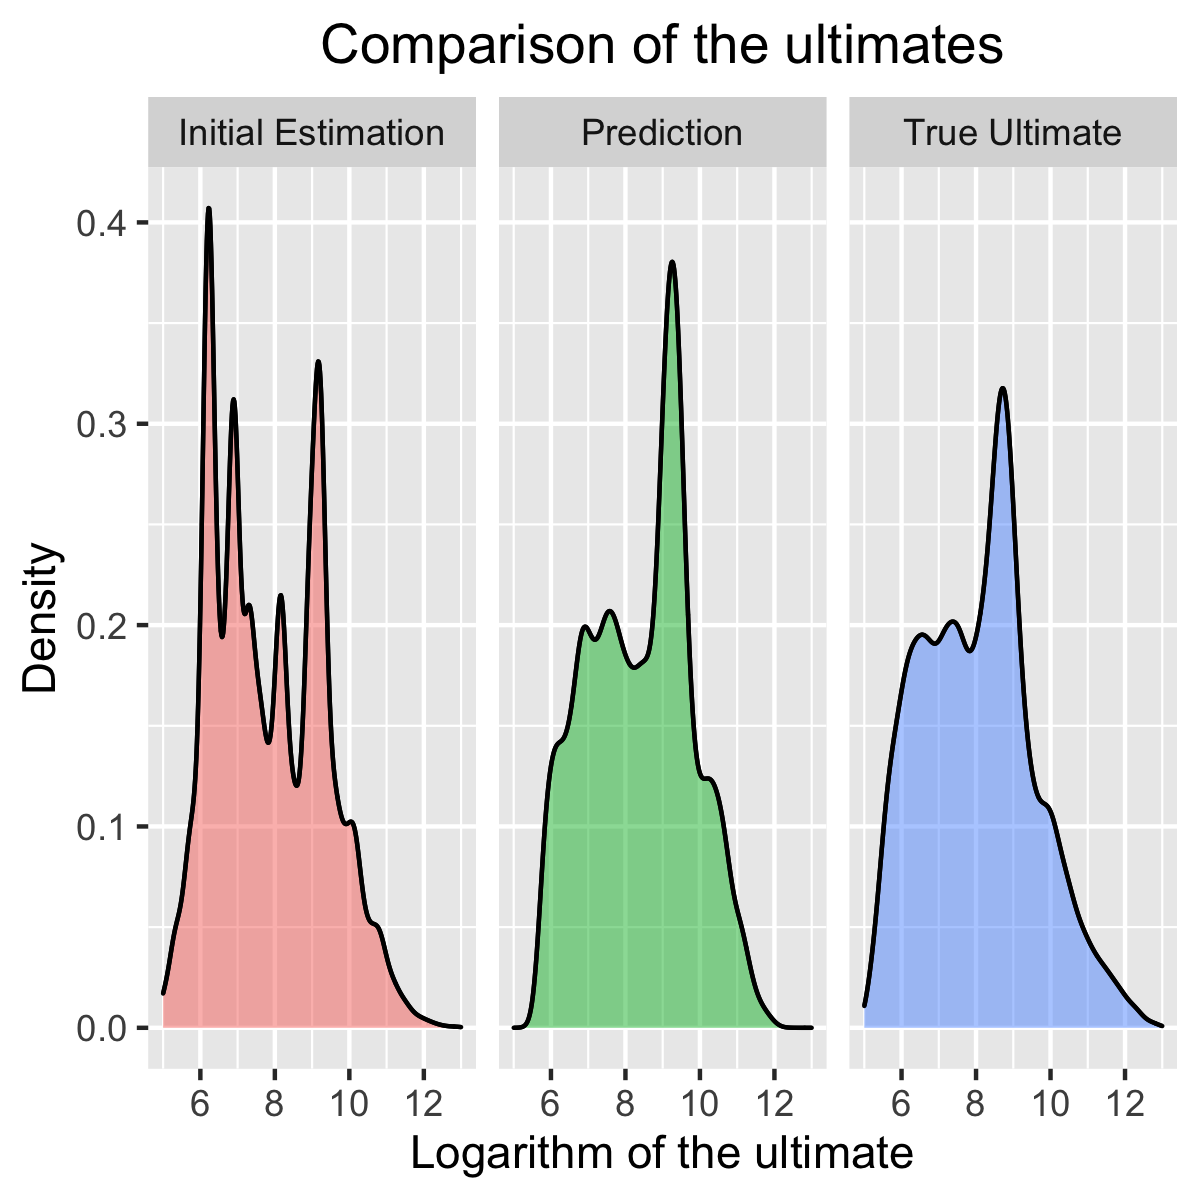 Comparison of the ultimates
Initial Estimation
Prediction
True Ultimate
Density
0.4
0.3
0.2
0.1
0.0
6 8 10 12
6 8 10 12
6 8 10 12
Logarithm of the ultimate